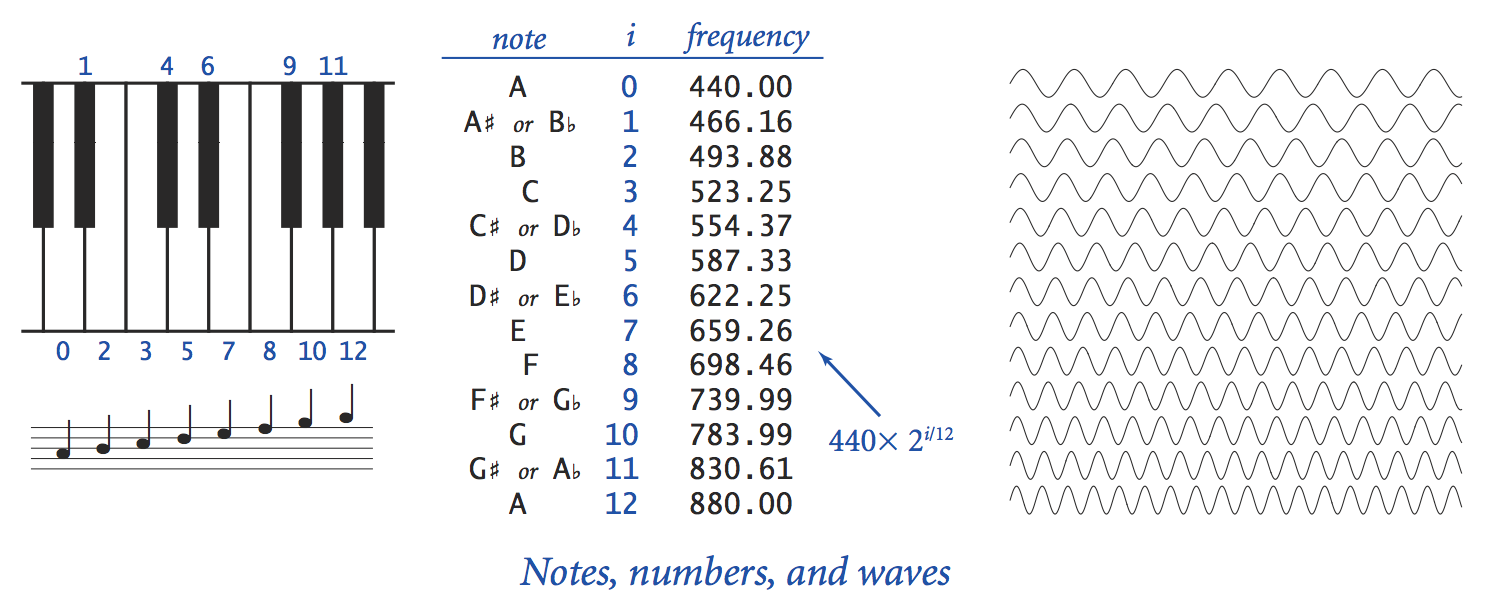 1 4 6 9 11
0 2 3 5 7 8 10 12
note i frequency
A 0 440.00
A♯ or B♭ 1 466.16
B 2 493.88
C 3 523.25
C♯ or D♭ 4 554.37
D 5 587.33
D♯ or E♭ 6 622.25
E 7 659.26
F 8 698.46
F♯ or G♭ 9 739.99
G 10 783.99
G♯ or A♭ 11 830.61
A 12 880.00
440× 2^{i/12}
Notes, numbers, and waves